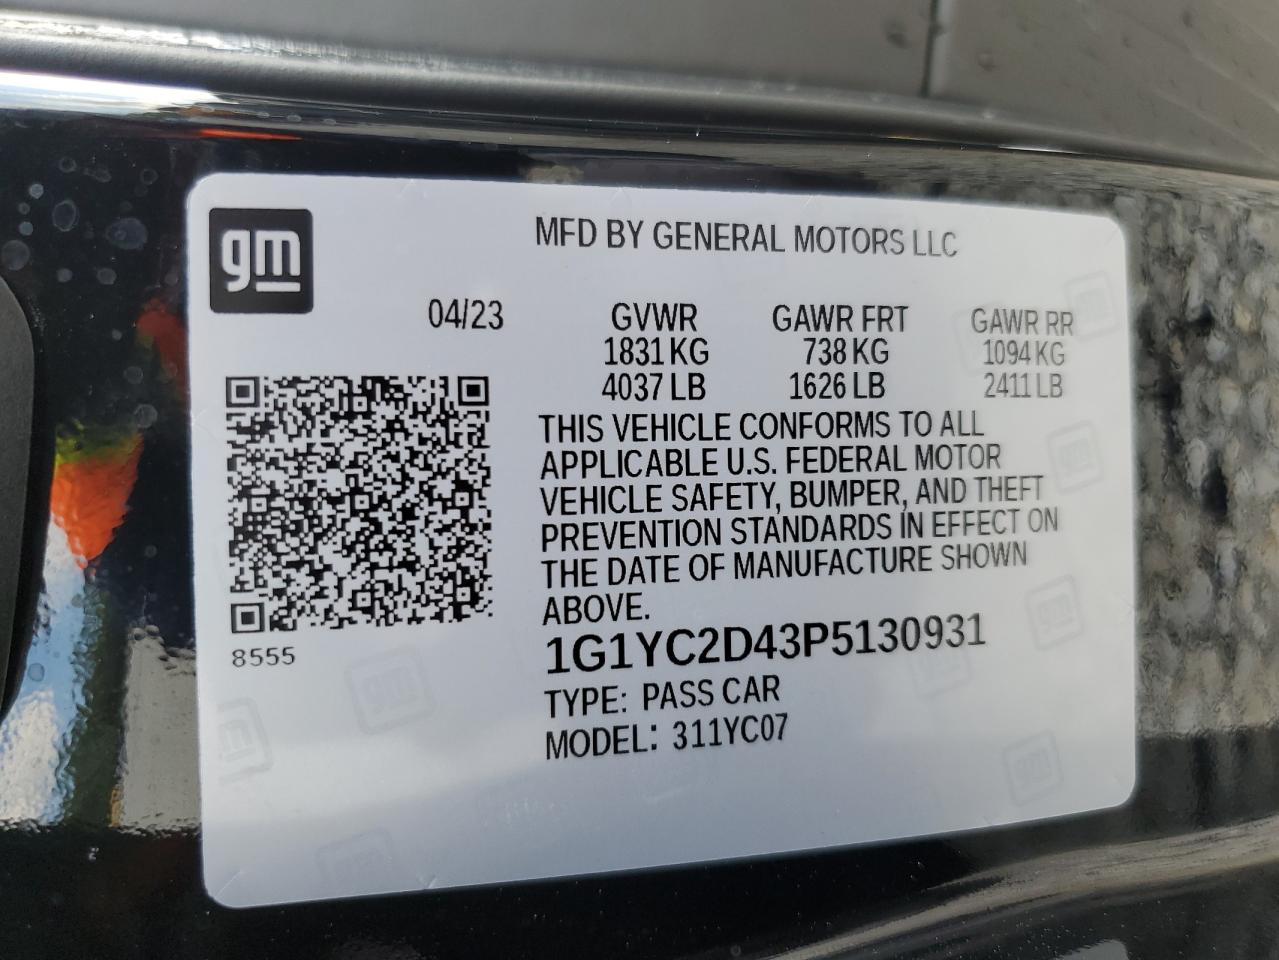 gm
MFD BY GENERAL MOTORS LLC
04/23
GVWR GAWR FRT GAWR RR
1831 KG 738 KG 1094 KG
4037 LB 1626 LB 2411 LB
THIS VEHICLE CONFORMS TO ALL
APPLICABLE U.S. FEDERAL MOTOR
VEHICLE SAFETY, BUMPER, AND THEFT
PREVENTION STANDARDS IN EFFECT ON
THE DATE OF MANUFACTURE SHOWN
ABOVE.
8555
1G1YC2D43P5130931
TYPE: PASS CAR
MODEL: 311YC07